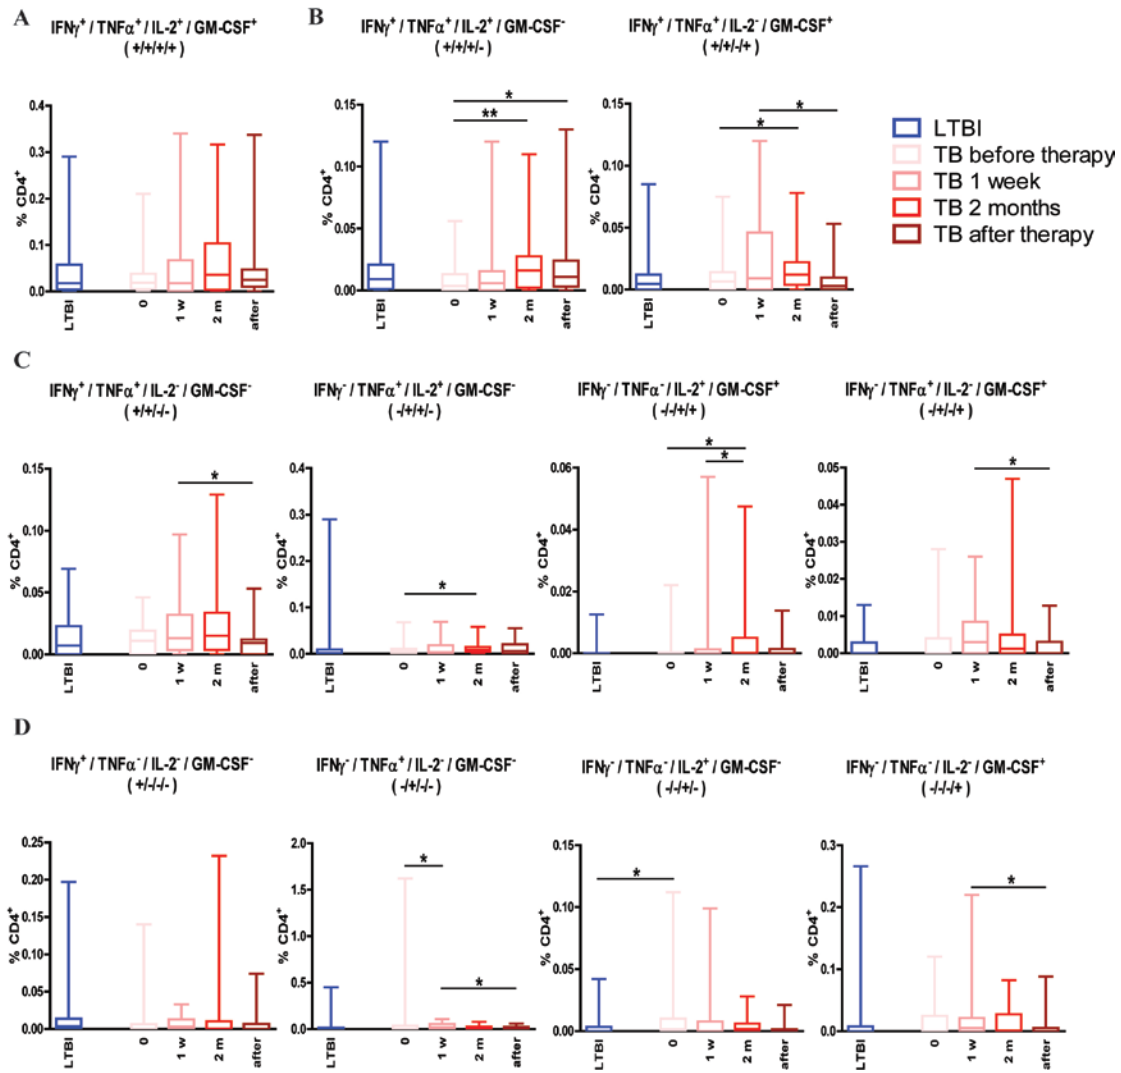 A
IFNγ⁺ / TNFα⁺ / IL-2⁺ / GM-CSF⁺
( +/+/+/+ )
% CD4⁺
0.4
0.3
0.2
0.1
0.0
LTBI
0
1 w
2 m
after
B
IFNγ⁺ / TNFα⁺ / IL-2⁺ / GM-CSF⁻
( +/+/+/- )
% CD4⁺
0.15
0.10
0.05
0.00
*
**
LTBI
0
1 w
2 m
after
IFNγ⁺ / TNFα⁺ / IL-2⁻ / GM-CSF⁺
( +/+/-/+ )
% CD4⁺
0.15
0.10
0.05
0.00
*
*
LTBI
0
1 w
2 m
after
LTBI
TB before therapy
TB 1 week
TB 2 months
TB after therapy
C
IFNγ⁺ / TNFα⁺ / IL-2⁻ / GM-CSF⁻
( +/+/-/- )
% CD4⁺
0.15
0.10
0.05
0.00
*
LTBI
0
1 w
2 m
after
IFNγ⁻ / TNFα⁺ / IL-2⁺ / GM-CSF⁻
( -/+/+/- )
% CD4⁺
0.4
0.3
0.2
0.1
0.0
*
LTBI
0
1 w
2 m
after
IFNγ⁻ / TNFα⁻ / IL-2⁺ / GM-CSF⁺
( -/-/+/+ )
% CD4⁺
0.06
0.04
0.02
0.00
*
*
LTBI
0
1 w
2 m
after
IFNγ⁻ / TNFα⁺ / IL-2⁻ / GM-CSF⁺
( -/+/-/+ )
% CD4⁺
0.05
0.04
0.03
0.02
0.01
0.00
*
LTBI
0
1 w
2 m
after
D
IFNγ⁺ / TNFα⁻ / IL-2⁻ / GM-CSF⁻
( +/-/-/- )
% CD4⁺
0.25
0.20
0.15
0.10
0.05
0.00
LTBI
0
1 w
2 m
after
IFNγ⁻ / TNFα⁺ / IL-2⁻ / GM-CSF⁻
( -/+/-/- )
% CD4⁺
2.0
1.5
1.0
0.5
0.0
*
*
LTBI
0
1 w
2 m
after
IFNγ⁻ / TNFα⁻ / IL-2⁺ / GM-CSF⁻
( -/-/+/- )
% CD4⁺
0.15
0.10
0.05
0.00
*
LTBI
0
1 w
2 m
after
IFNγ⁻ / TNFα⁻ / IL-2⁻ / GM-CSF⁺
( -/-/-/+ )
% CD4⁺
0.3
0.2
0.1
0.0
*
LTBI
0
1 w
2 m
after